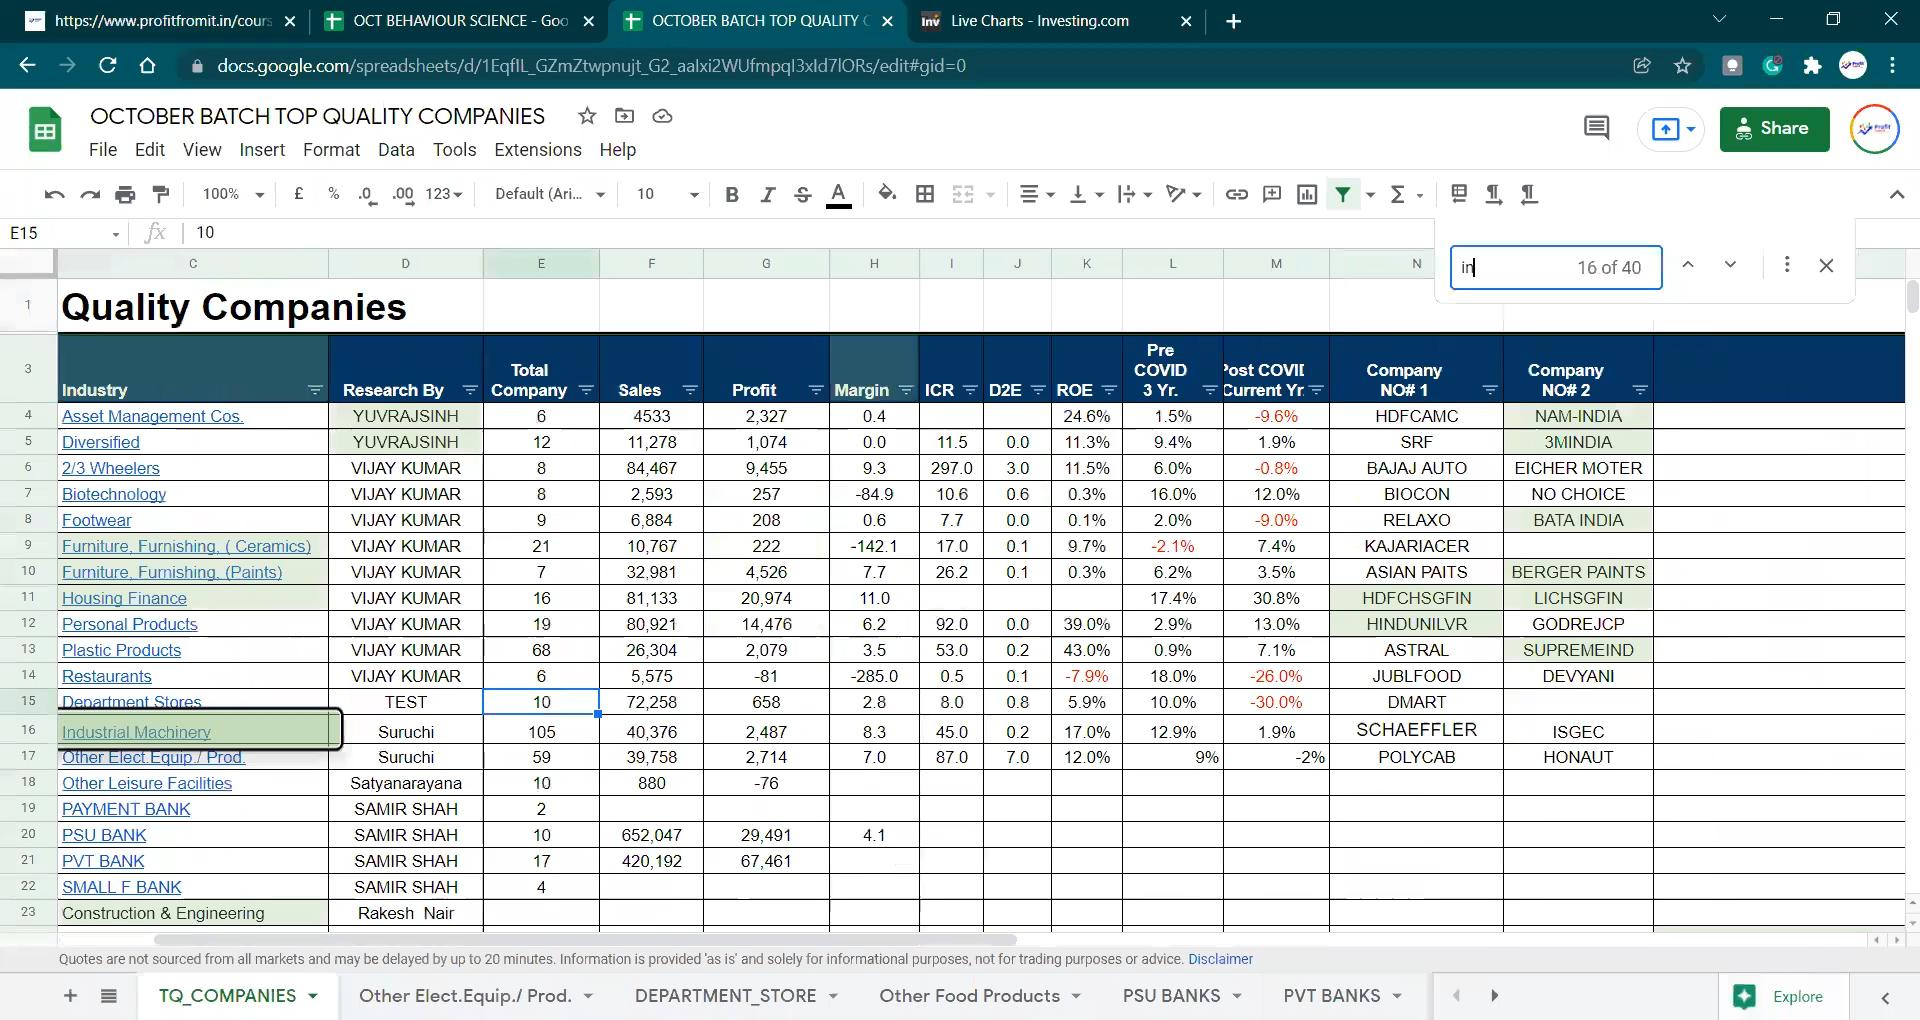 https://www.profitfromit.in/cours
OCT BEHAVIOUR SCIENCE - Goo
OCTOBER BATCH TOP QUALITY C
Inv Live Charts - Investing.com
docs.google.com/spreadsheets/d/1EqfIL_GZmZtwpnujt_G2_aaIxi2WUfmpqI3xId7lORs/edit#gid=0
OCTOBER BATCH TOP QUALITY COMPANIES
File Edit View Insert Format Data Tools Extensions Help
Share
100% £ % .0 .00 123 Default (Ari... 10 B I S A Σ
E15 fx 10
in 16 of 40
C D E F G H I J K L M N
1 Quality Companies
3 Industry Research By Total Company Sales Profit Margin ICR D2E ROE Pre COVID 3 Yr. Post COVID Current Yr. Company NO# 1 Company NO# 2
4 Asset Management Cos. YUVRAJSINH 6 4533 2,327 0.4 24.6% 1.5% -9.6% HDFCAMC NAM-INDIA
5 Diversified YUVRAJSINH 12 11,278 1,074 0.0 11.5 0.0 11.3% 9.4% 1.9% SRF 3MINDIA
6 2/3 Wheelers VIJAY KUMAR 8 84,467 9,455 9.3 297.0 3.0 11.5% 6.0% -0.8% BAJAJ AUTO EICHER MOTER
7 Biotechnology VIJAY KUMAR 8 2,593 257 -84.9 10.6 0.6 0.3% 16.0% 12.0% BIOCON NO CHOICE
8 Footwear VIJAY KUMAR 9 6,884 208 0.6 7.7 0.0 0.1% 2.0% -9.0% RELAXO BATA INDIA
9 Furniture, Furnishing, ( Ceramics) VIJAY KUMAR 21 10,767 222 -142.1 17.0 0.1 9.7% -2.1% 7.4% KAJARIACER
10 Furniture, Furnishing, (Paints) VIJAY KUMAR 7 32,981 4,526 7.7 26.2 0.1 0.3% 6.2% 3.5% ASIAN PAITS BERGER PAINTS
11 Housing Finance VIJAY KUMAR 16 81,133 20,974 11.0 17.4% 30.8% HDFCHSGFIN LICHSGFIN
12 Personal Products VIJAY KUMAR 19 80,921 14,476 6.2 92.0 0.0 39.0% 2.9% 13.0% HINDUNILVR GODREJCP
13 Plastic Products VIJAY KUMAR 68 26,304 2,079 3.5 53.0 0.2 43.0% 0.9% 7.1% ASTRAL SUPREMEIND
14 Restaurants VIJAY KUMAR 6 5,575 -81 -285.0 0.5 0.1 -7.9% 18.0% -26.0% JUBLFOOD DEVYANI
15 Department Stores TEST 10 72,258 658 2.8 8.0 0.8 5.9% 10.0% -30.0% DMART
16 Industrial Machinery Suruchi 105 40,376 2,487 8.3 45.0 0.2 17.0% 12.9% 1.9% SCHAEFFLER ISGEC
17 Other Elect.Equip./ Prod. Suruchi 59 39,758 2,714 7.0 87.0 7.0 12.0% 9% -2% POLYCAB HONAUT
18 Other Leisure Facilities Satyanarayana 10 880 -76
19 PAYMENT BANK SAMIR SHAH 2
20 PSU BANK SAMIR SHAH 10 652,047 29,491 4.1
21 PVT BANK SAMIR SHAH 17 420,192 67,461
22 SMALL F BANK SAMIR SHAH 4
23 Construction & Engineering Rakesh Nair
Quotes are not sourced from all markets and may be delayed by up to 20 minutes. Information is provided 'as is' and solely for informational purposes, not for trading purposes or advice. Disclaimer
TQ_COMPANIES Other Elect.Equip./ Prod. DEPARTMENT_STORE Other Food Products PSU BANKS PVT BANKS Explore